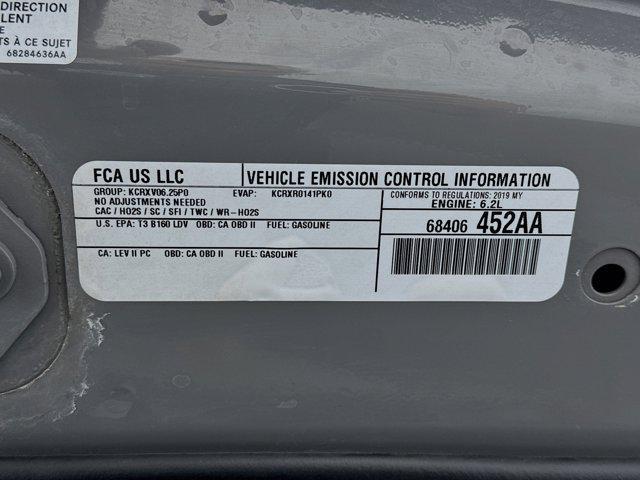 DIRECTION
LENT
E
TS À CE SUJET
68284636AA
FCA US LLC
VEHICLE EMISSION CONTROL INFORMATION
GROUP: KCRXV06.25P0 EVAP: KCRXR0141PK0
NO ADJUSTMENTS NEEDED
CAC / HO2S / SC / SFI / TWC / WR-HO2S
CONFORMS TO REGULATIONS: 2019 MY
ENGINE: 6.2L
U.S. EPA: T3 B160 LDV OBD: CA OBD II FUEL: GASOLINE
68406 452AA
CA: LEV II PC OBD: CA OBD II FUEL: GASOLINE